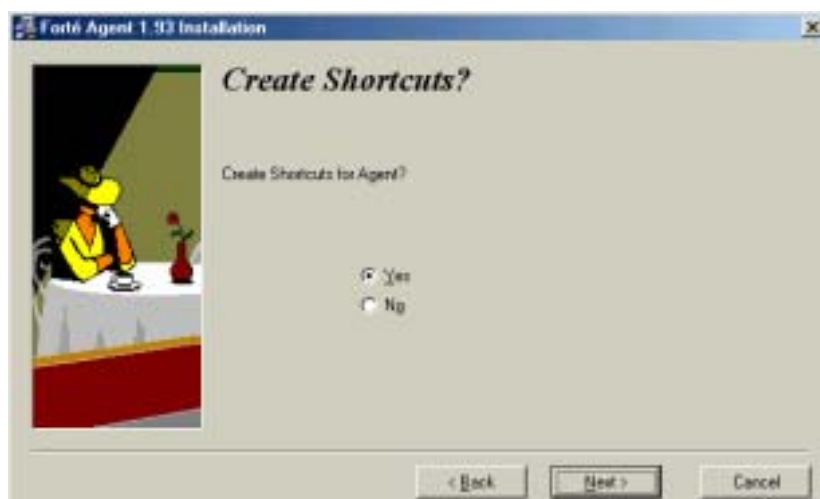 Forté Agent 1.93 Installation
Create Shortcuts?
Create Shortcuts for Agent?
Yes
No
< Back
Next >
Cancel